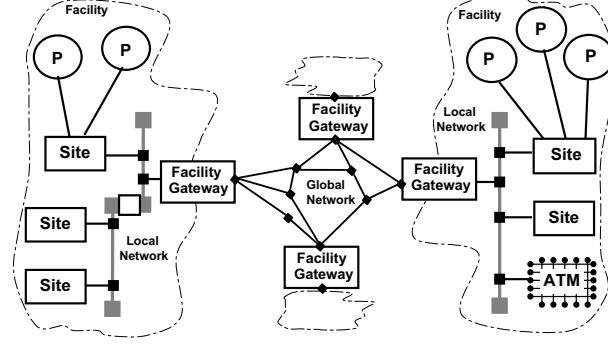 Facility
P
P
Site
Facility
Gateway
Site
Local
Network
Site
Facility
Gateway
Global
Network
Facility
Gateway
Facility
P
P
P
Local
Network
Facility
Gateway
Site
Site
ATM